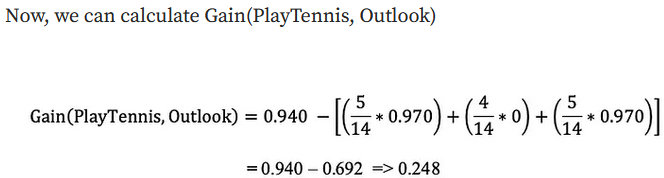 Now, we can calculate Gain(PlayTennis, Outlook)
Gain(PlayTennis, Outlook) = 0.940 − [(5/14 * 0.970) + (4/14 * 0) + (5/14 * 0.970)]
= 0.940 – 0.692 => 0.248